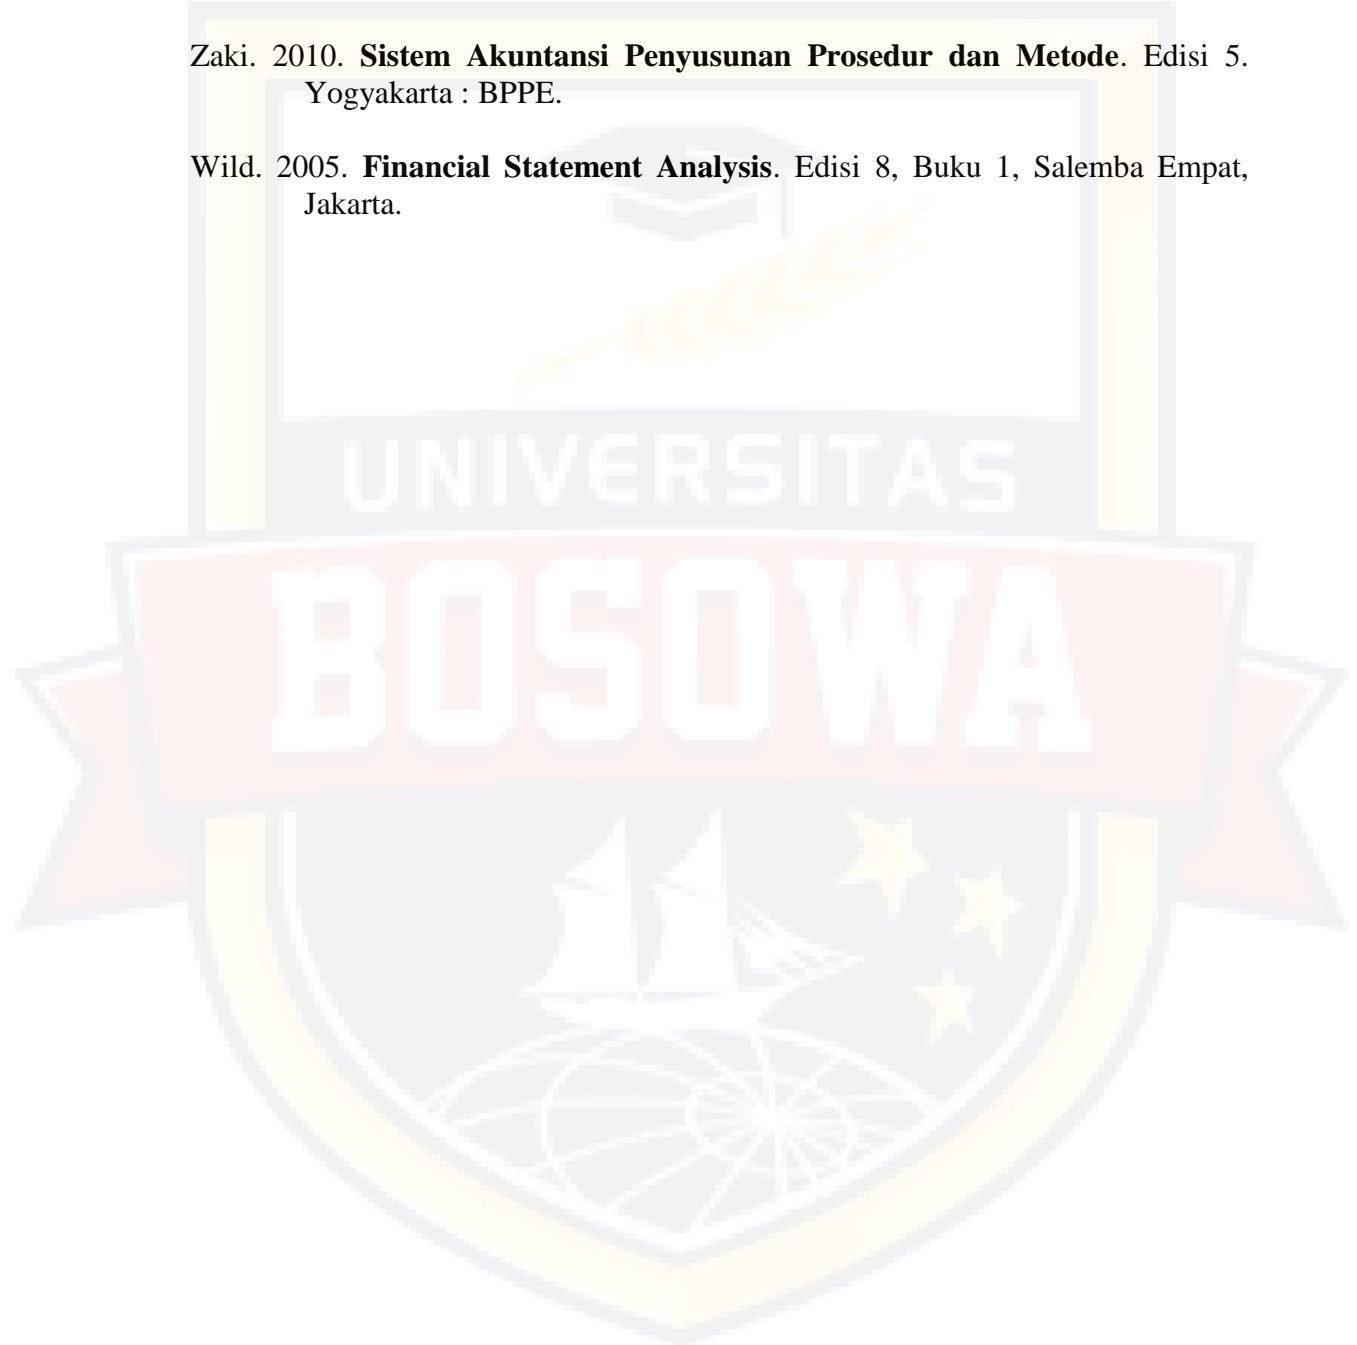 Zaki. 2010. Sistem Akuntansi Penyusunan Prosedur dan Metode. Edisi 5.
Yogyakarta : BPPE.
Wild. 2005. Financial Statement Analysis. Edisi 8, Buku 1, Salemba Empat,
Jakarta.
UNIVERSITAS
BOSOWA